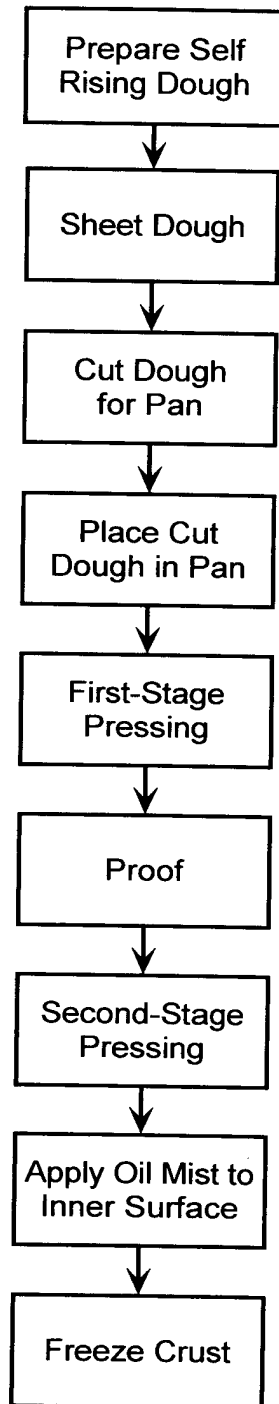 Prepare Self
Rising Dough
Sheet Dough
Cut Dough
for Pan
Place Cut
Dough in Pan
First-Stage
Pressing
Proof
Second-Stage
Pressing
Apply Oil Mist to
Inner Surface
Freeze Crust